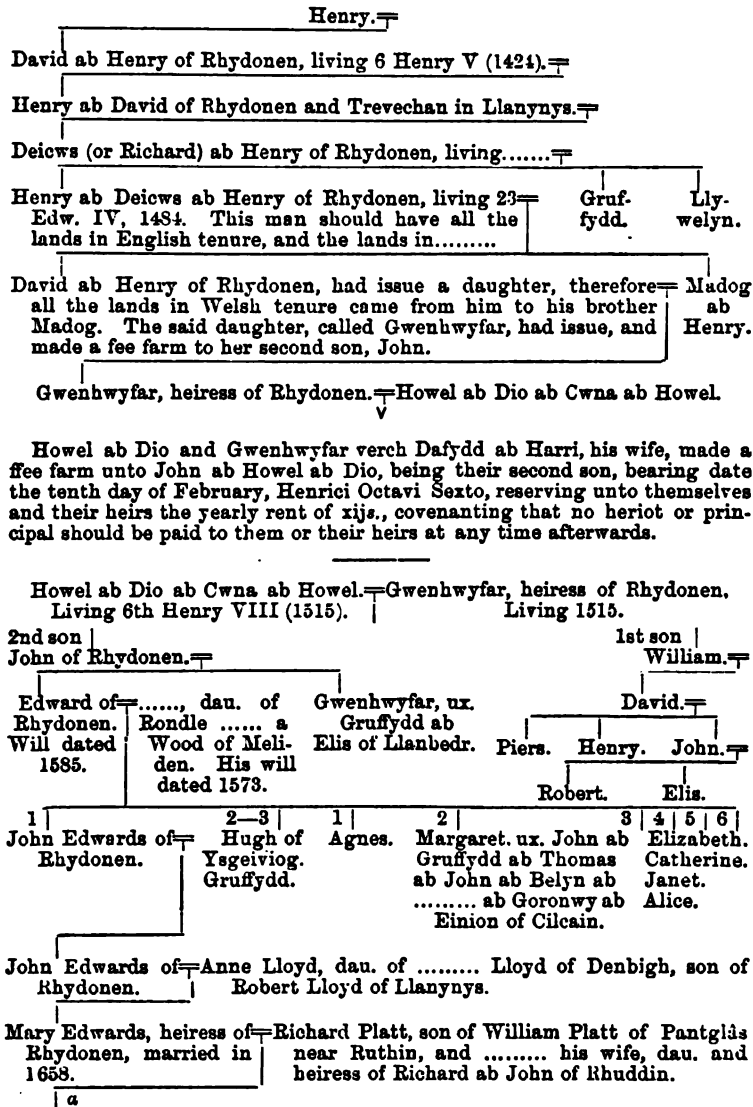 Henry.
David ab Henry of Rhydonen, living 6 Henry V (1424).
Henry ab David of Rhydonen and Trevechan in Llanynys.
Deicws (or Richard) ab Henry of Rhydonen, living.......
Henry ab Deicws ab Henry of Rhydonen, living 23
Edw. IV, 1484. This man should have all the
lands in English tenure, and the lands in.........
Gruf-
fydd.
Lly-
welyn.
David ab Henry of Rhydonen, had issue a daughter, therefore
all the lands in Welsh tenure came from him to his brother
Madog. The said daughter, called Gwenhwyfar, had issue, and
made a fee farm to her second son, John.
Madog
ab
Henry.
Gwenhwyfar, heiress of Rhydonen. Howel ab Dio ab Cwna ab Howel.
Howel ab Dio and Gwenhwyfar verch Dafydd ab Harri, his wife, made a
ffee farm unto John ab Howel ab Dio, being their second son, bearing date
the tenth day of February, Henrici Octavi Sexto, reserving unto themselves
and their heirs the yearly rent of xijs., covenanting that no heriot or prin-
cipal should be paid to them or their heirs at any time afterwards.
Howel ab Dio ab Cwna ab Howel. Gwenhwyfar, heiress of Rhydonen.
Living 6th Henry VIII (1515). Living 1515.
2nd son
John of Rhydonen.
1st son
William.
Edward of
Rhydonen.
Will dated
1585.
......, dau. of
Rondle ...... a
Wood of Meli-
den. His will
dated 1573.
Gwenhwyfar, ux.
Gruffydd ab
Elis of Llanbedr.
David.
Piers. Henry. John.
Robert. Elis.
1 2—3 1 2 3 4 5 6
John Edwards of
Rhydonen.
Hugh of
Ysgeiviog.
Gruffydd.
Agnes.
Margaret. ux. John ab
Gruffydd ab Thomas
ab John ab Belyn ab
......... ab Goronwy ab
Einion of Cilcain.
Elizabeth.
Catherine.
Janet.
Alice.
John Edwards of
Rhydonen.
Anne Lloyd, dau. of ......... Lloyd of Denbigh, son of
Robert Lloyd of Llanynys.
Mary Edwards, heiress of
Rhydonen, married in
1658.
Richard Platt, son of William Platt of Pantglâs
near Ruthin, and ......... his wife, dau. and
heiress of Richard ab John of Rhuddin.
a